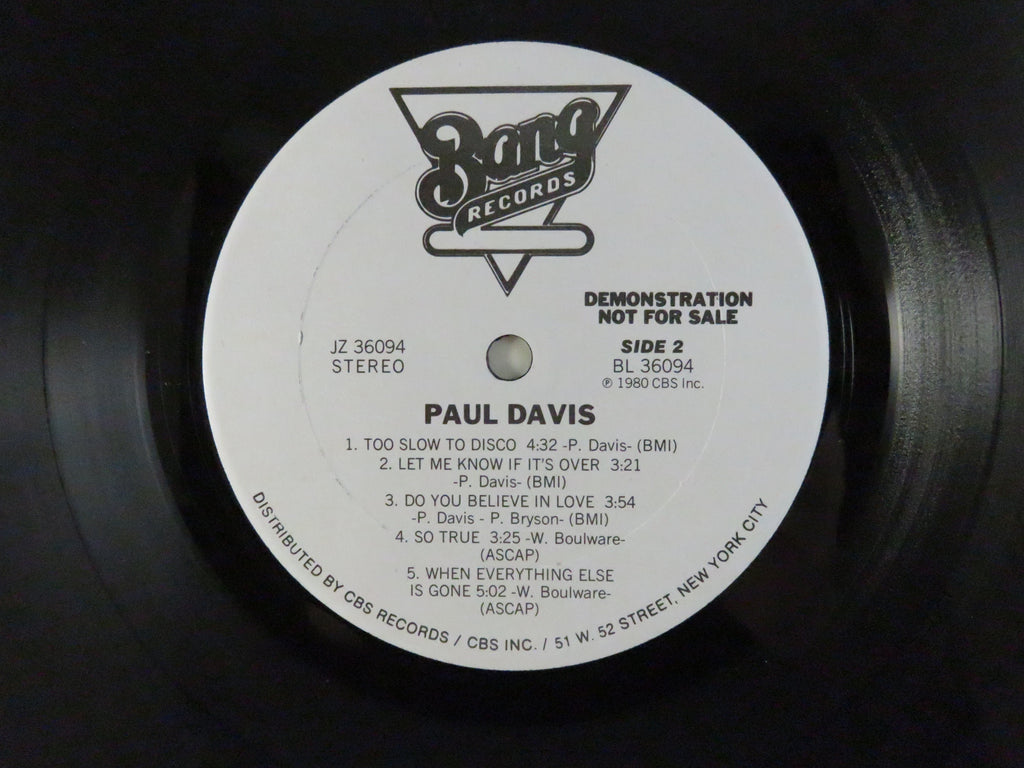 Bang
RECORDS
DEMONSTRATION
NOT FOR SALE
JZ 36094
STEREO
SIDE 2
BL 36094
℗ 1980 CBS Inc.
PAUL DAVIS
1. TOO SLOW TO DISCO 4:32 -P. Davis- (BMI)
2. LET ME KNOW IF IT'S OVER 3:21
-P. Davis- (BMI)
3. DO YOU BELIEVE IN LOVE 3:54
-P. Davis - P. Bryson- (BMI)
4. SO TRUE 3:25 -W. Boulware-
(ASCAP)
5. WHEN EVERYTHING ELSE
IS GONE 5:02 -W. Boulware-
(ASCAP)
DISTRIBUTED BY CBS RECORDS / CBS INC. / 51 W. 52 STREET, NEW YORK CITY